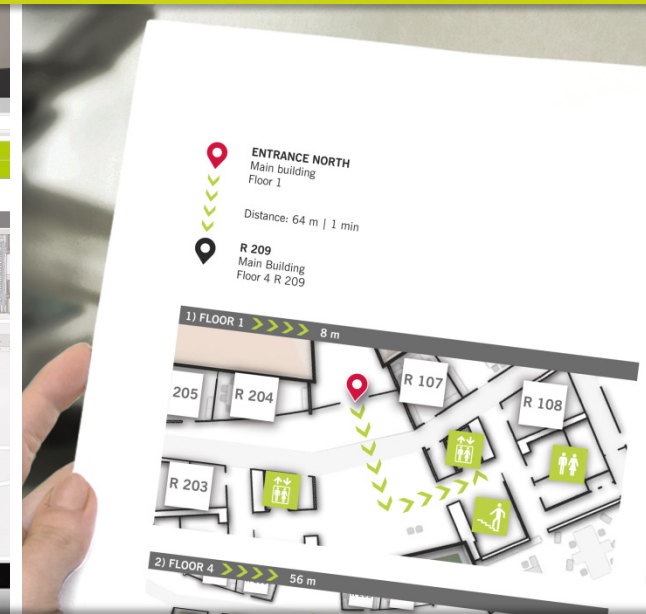 ENTRANCE NORTH
Main building
Floor 1
Distance: 64 m | 1 min
R 209
Main Building
Floor 4 R 209
1) FLOOR 1 8 m
205
R 204
R 107
R 108
R 203
2) FLOOR 4 56 m